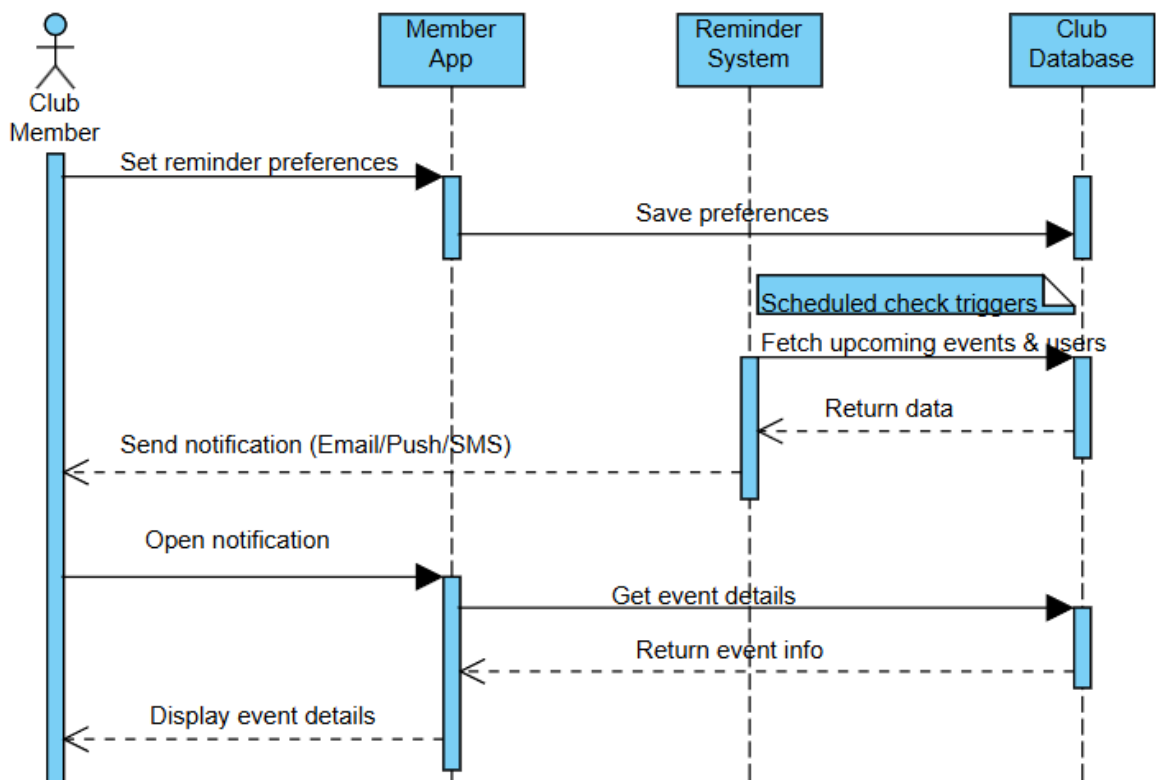 Member
App
Reminder
System
Club
Database
Club
Member
Set reminder preferences
Save preferences
Scheduled check triggers
Fetch upcoming events & users
Return data
Send notification (Email/Push/SMS)
Open notification
Get event details
Return event info
Display event details